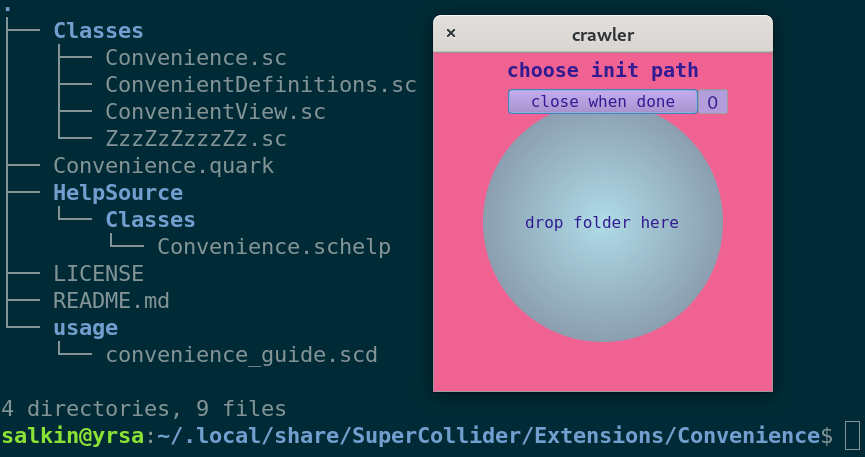 .
├── Classes
│   ├── Convenience.sc
│   ├── ConvenientDefinitions.sc
│   ├── ConvenientView.sc
│   └── ZzzZzZzzzZz.sc
├── Convenience.quark
├── HelpSource
│   └── Classes
│       └── Convenience.schelp
├── LICENSE
├── README.md
└── usage
    └── convenience_guide.scd
4 directories, 9 files
salkin@yrsa:~/.local/share/SuperCollider/Extensions/Convenience$
× crawler
choose init path
close when done 0
drop folder here